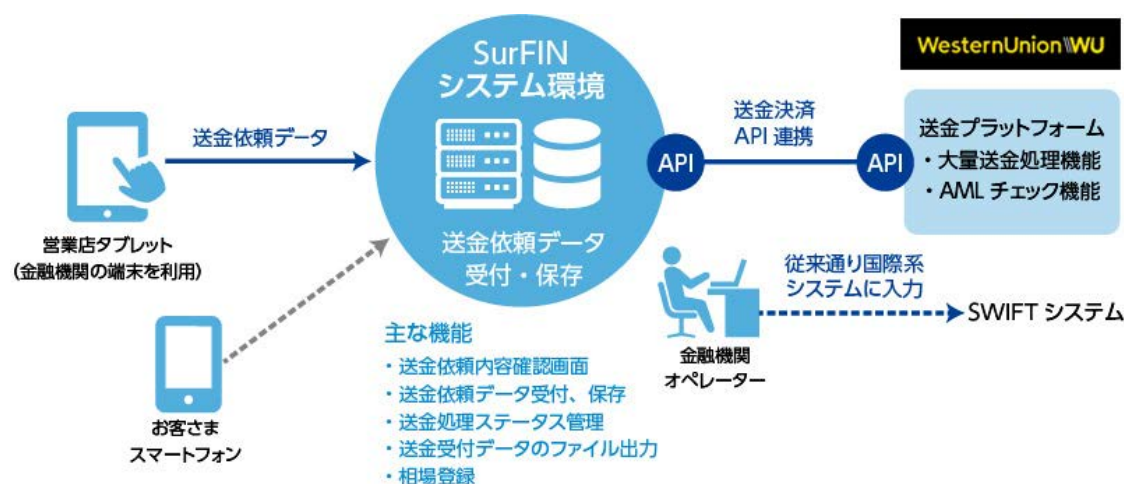 SurFIN
システム環境
送金依頼データ
受付・保存
送金依頼データ
営業店タブレット
(金融機関の端末を利用)
お客さま
スマートフォン
主な機能
・送金依頼内容確認画面
・送金依頼データ受付、保存
・送金処理ステータス管理
・送金受付データのファイル出力
・相場登録
API
送金決済
API 連携
API
WesternUnion WU
送金プラットフォーム
・大量送金処理機能
・AML チェック機能
金融機関
オペレーター
従来通り国際系
システムに入力
SWIFT システム